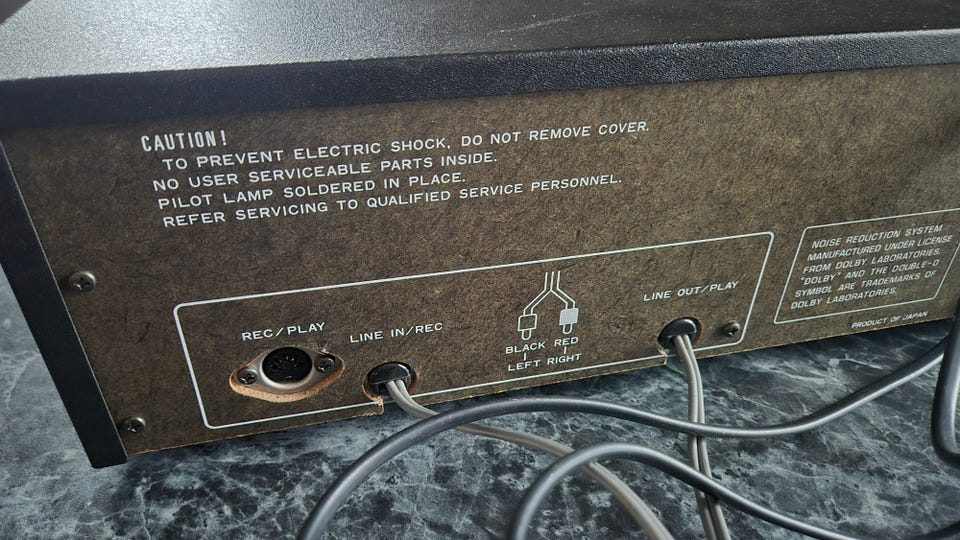 CAUTION!
TO PREVENT ELECTRIC SHOCK, DO NOT REMOVE COVER.
NO USER SERVICEABLE PARTS INSIDE.
PILOT LAMP SOLDERED IN PLACE.
REFER SERVICING TO QUALIFIED SERVICE PERSONNEL.
REC/PLAY
LINE IN/REC
BLACK RED
LEFT RIGHT
LINE OUT/PLAY
NOISE REDUCTION SYSTEM
MANUFACTURED UNDER LICENSE
FROM DOLBY LABORATORIES.
"DOLBY" AND THE DOUBLE-D
SYMBOL ARE TRADEMARKS OF
DOLBY LABORATORIES.
PRODUCT OF JAPAN